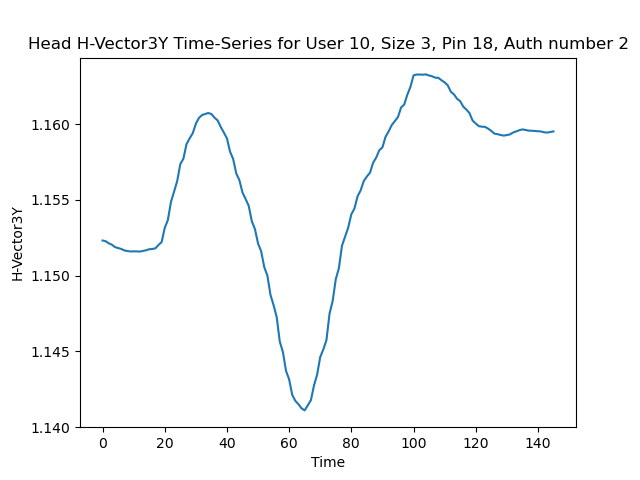 Head H-Vector3Y Time-Series for User 10, Size 3, Pin 18, Auth number 2
1.160
1.155
1.150
1.145
1.140
H-Vector3Y
0 20 40 60 80 100 120 140
Time